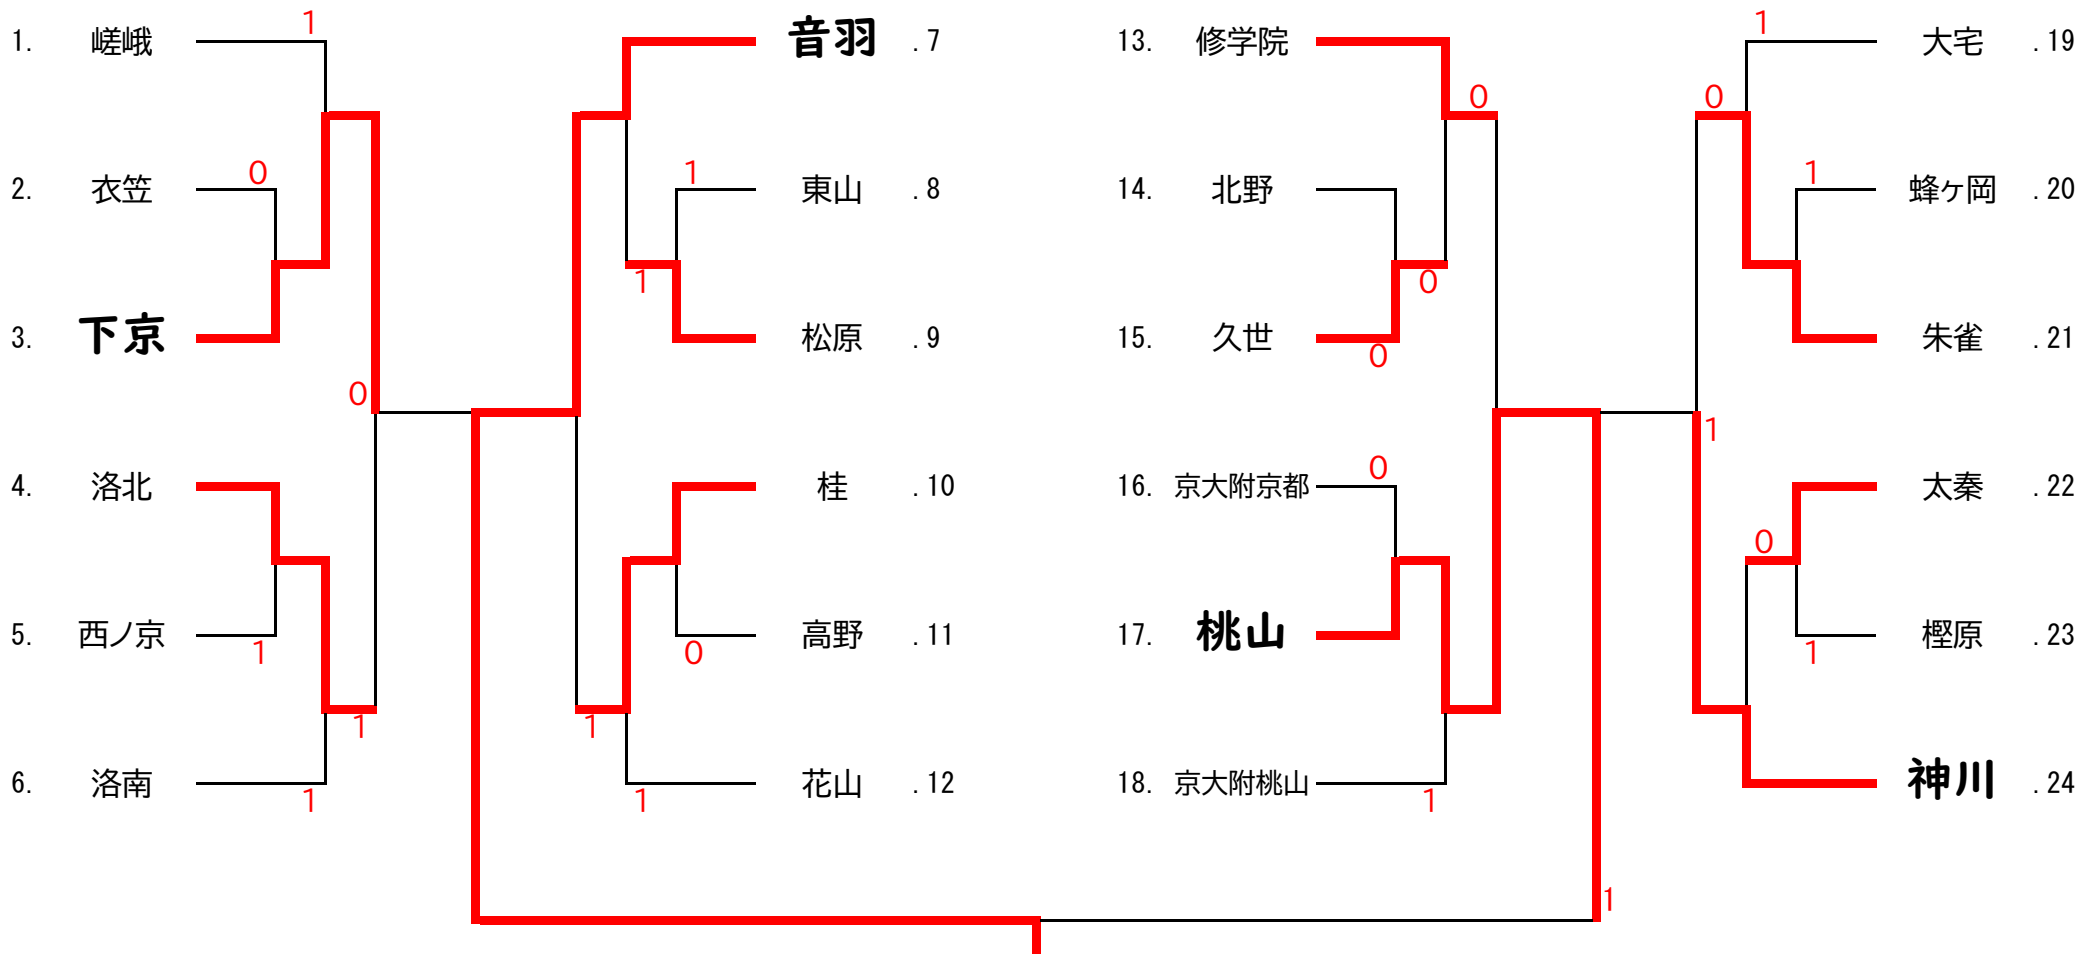 1. 嵯峨 1 音羽 .7 13. 修学院 1 大宅 .19
0 0
2. 衣笠 0 1 東山 .8 14. 北野 1 蜂ヶ岡 .20
1 0
3. 下京 松原 .9 15. 久世 0 朱雀 .21
0 1
4. 洛北 桂 .10 16. 京大附京都 0 太秦 .22
0
5. 西ノ京 1 高野 .11 0 17. 桃山 樫原 .23 1
1 1
6. 洛南 1 花山 .12 1 18. 京大附桃山 1 神川 .24
1